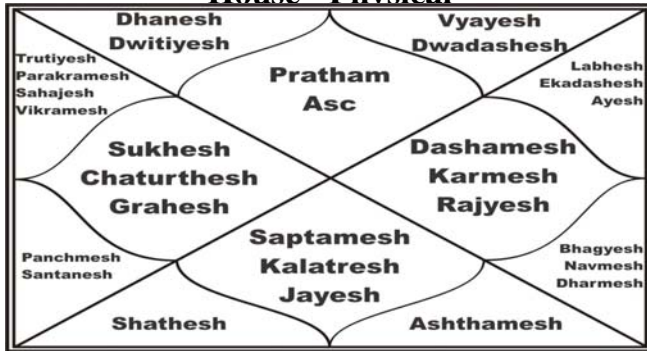 House - Physical
Dhanesh
Dwitiyesh
Vyayesh
Dwadashesh
Trutiyesh
Parakramesh
Sahajesh
Vikramesh
Pratham
Asc
Labhesh
Ekadashesh
Ayesh
Sukhesh
Chaturthesh
Grahesh
Dashamesh
Karmesh
Rajyesh
Panchmesh
Santanesh
Saptamesh
Kalatresh
Jayesh
Bhagyesh
Navmesh
Dharmesh
Shathesh
Ashthamesh